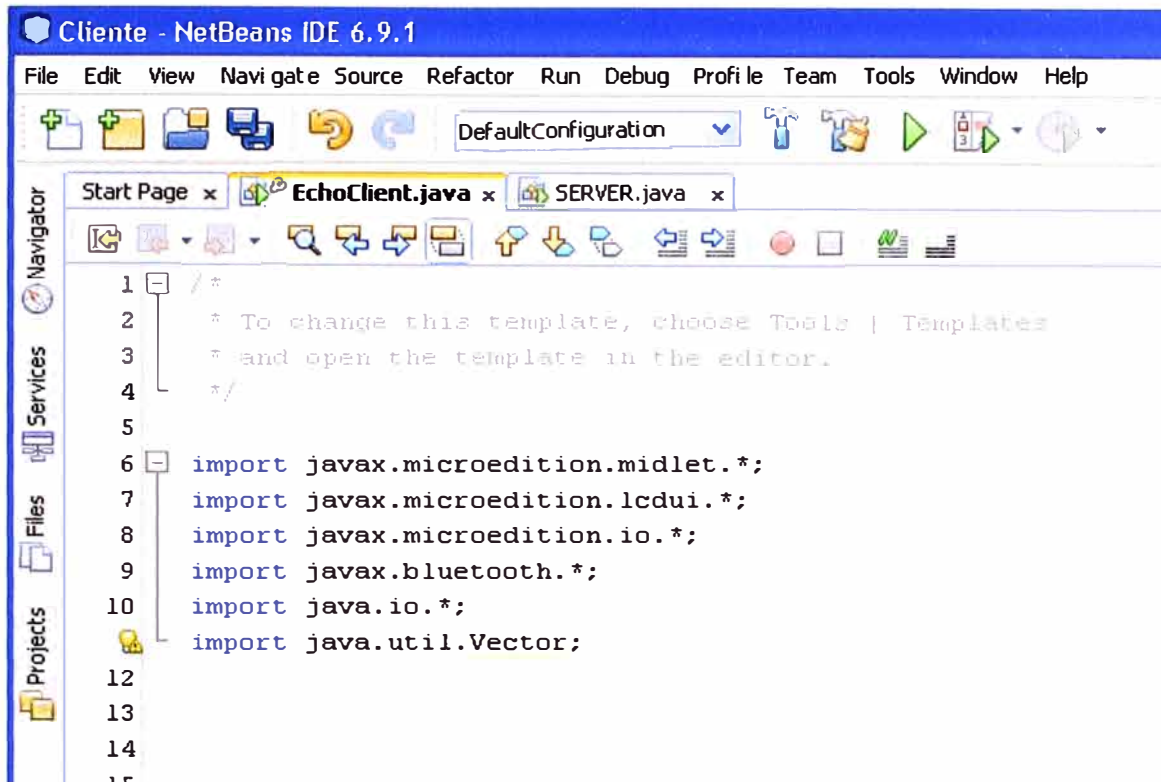 Cliente - NetBeans IDE 6.9.1
File Edit View Navigate Source Refactor Run Debug Profile Team Tools Window Help
DefaultConfiguration
Start Page x EchoClient.java x SERVER.java x
Navigator
Services
Files
Projects
1 /*
2 * To change this template, choose Tools | Templates
3 * and open the template in the editor.
4 */
5
6 import javax.microedition.midlet.*;
7 import javax.microedition.lcdui.*;
8 import javax.microedition.io.*;
9 import javax.bluetooth.*;
10 import java.io.*;
import java.util.Vector;
12
13
14
15